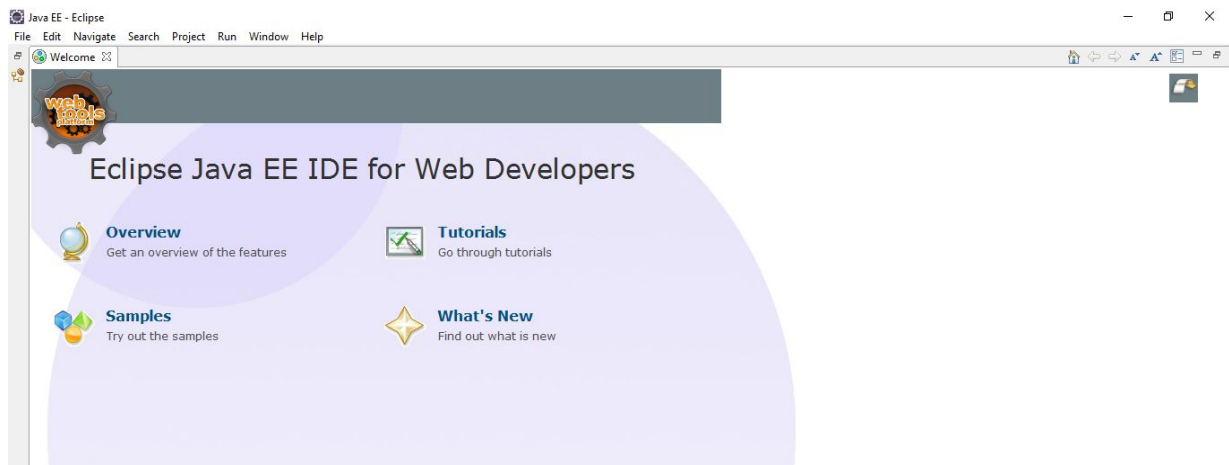 Java EE - Eclipse
File Edit Navigate Search Project Run Window Help
Welcome
web
tools
platform
Eclipse Java EE IDE for Web Developers
Overview
Get an overview of the features
Tutorials
Go through tutorials
Samples
Try out the samples
What's New
Find out what is new